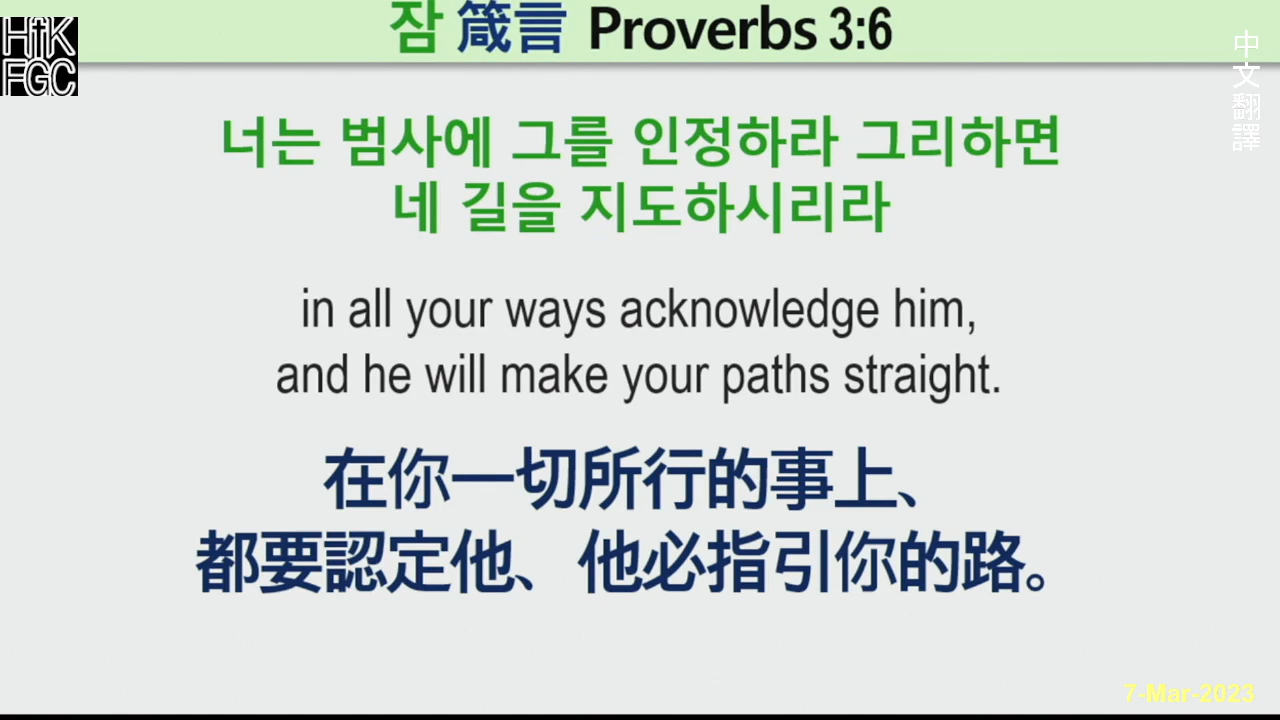 잠 箴言 Proverbs 3:6
HfK
FGC
中文翻譯
너는 범사에 그를 인정하라 그리하면
네 길을 지도하시리라
in all your ways acknowledge him,
and he will make your paths straight.
在你一切所行的事上、
都要認定他、他必指引你的路。
7-Mar-2023